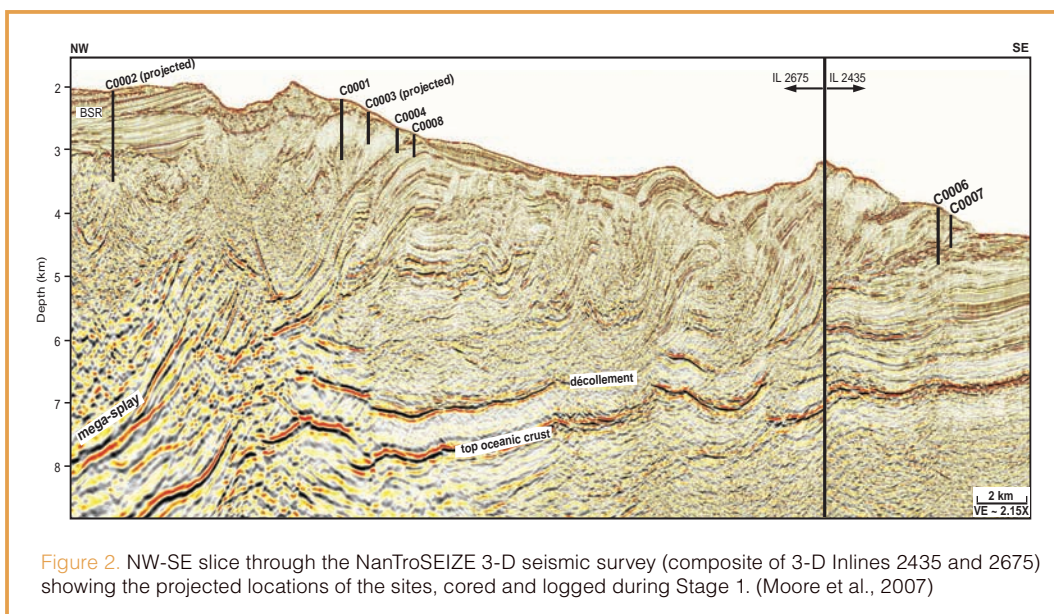 NW
SE
C0002 (projected)
C0001
C0003 (projected)
C0004
C0008
IL 2675
IL 2435
BSR
C0006
C0007
Depth (km)
2
3
4
5
6
7
8
décollement
mega-splay
top oceanic crust
2 km
VE ~ 2.15X
Figure 2. NW-SE slice through the NanTroSEIZE 3-D seismic survey (composite of 3-D Inlines 2435 and 2675)
showing the projected locations of the sites, cored and logged during Stage 1. (Moore et al., 2007)